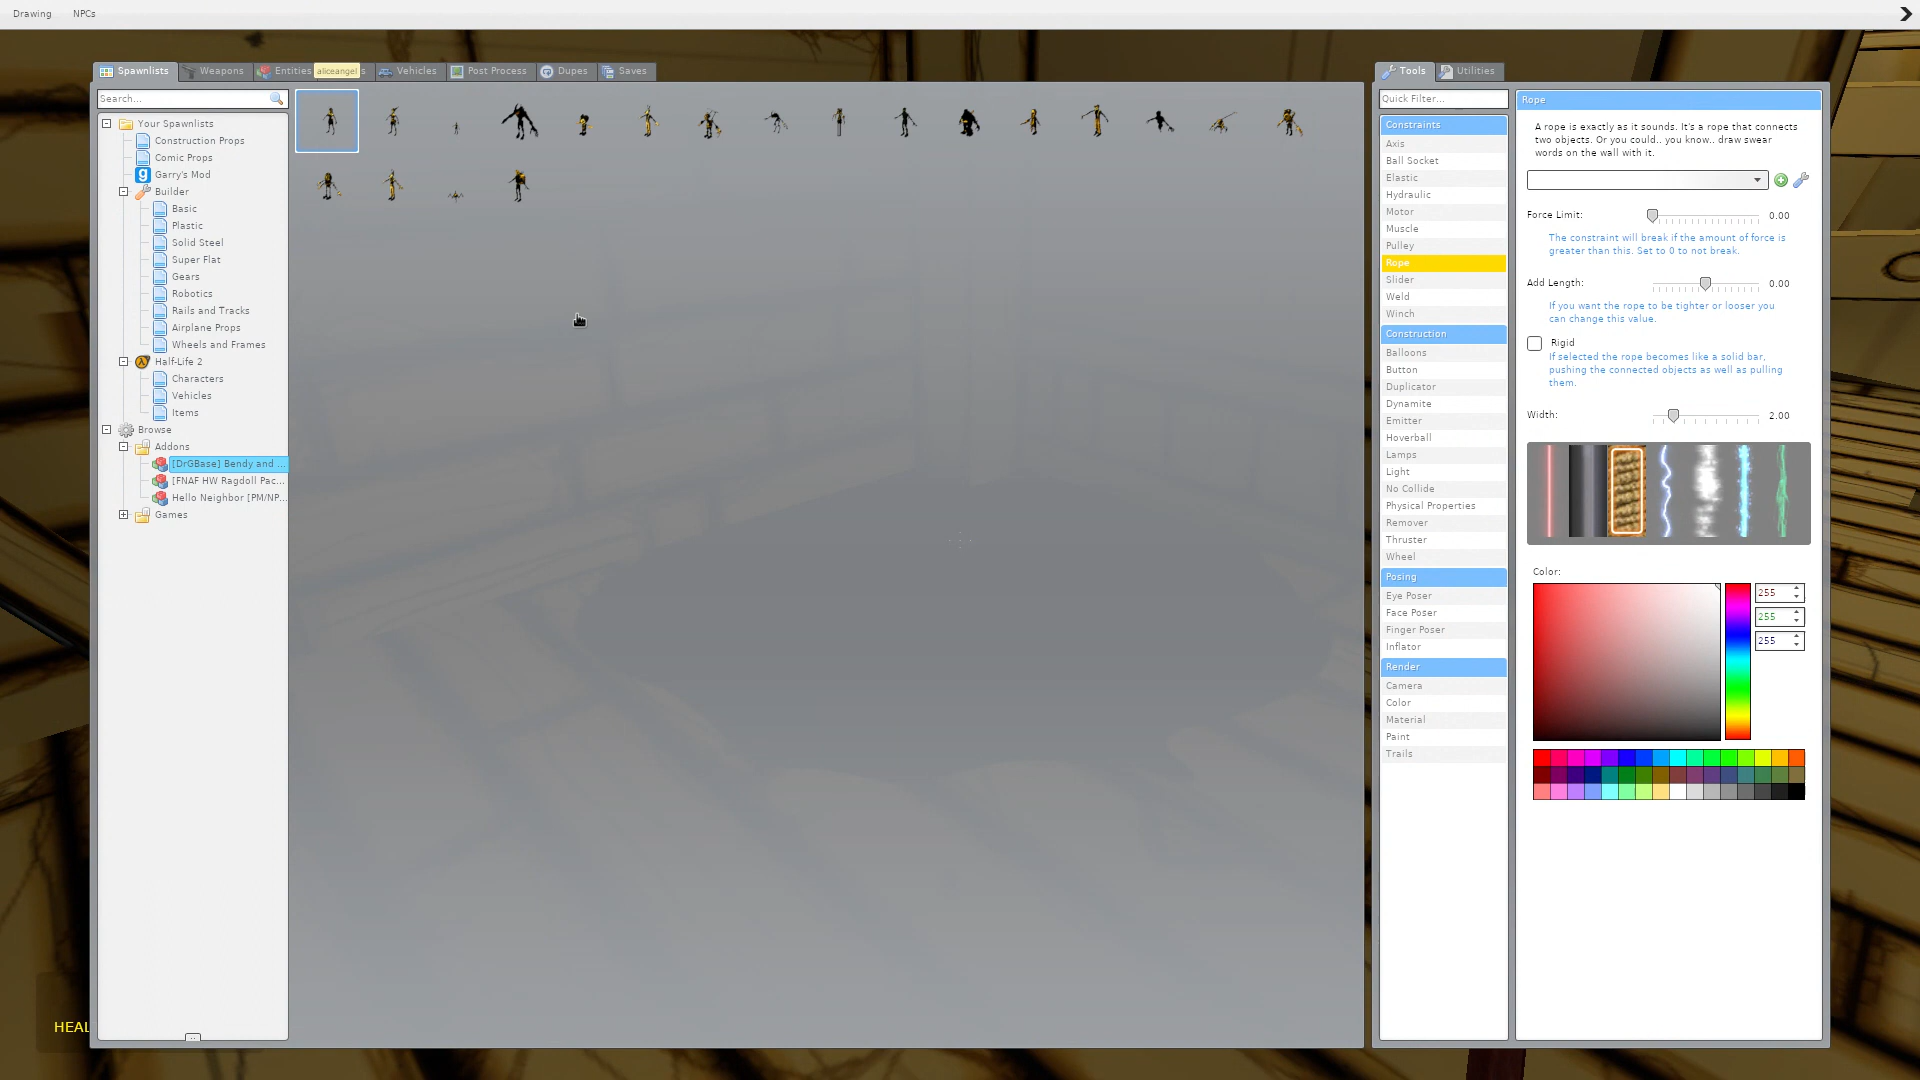 Drawing NPCs
Spawnlists Weapons Entities aliceangel s Vehicles Post Process Dupes Saves
Tools Utilities
Search...
Your Spawnlists
Construction Props
Comic Props
Garry's Mod
Builder
Basic
Plastic
Solid Steel
Super Flat
Gears
Robotics
Rails and Tracks
Airplane Props
Wheels and Frames
Half-Life 2
Characters
Vehicles
Items
Browse
Addons
[DrGBase] Bendy and ...
[FNAF HW Ragdoll Pac...
Hello Neighbor [PM/NP...
Games
HEAL
Quick Filter...
Constraints
Axis
Ball Socket
Elastic
Hydraulic
Motor
Muscle
Pulley
Rope
Slider
Weld
Winch
Construction
Balloons
Button
Duplicator
Dynamite
Emitter
Hoverball
Lamps
Light
No Collide
Physical Properties
Remover
Thruster
Wheel
Posing
Eye Poser
Face Poser
Finger Poser
Inflator
Render
Camera
Color
Material
Paint
Trails
Rope
A rope is exactly as it sounds. It's a rope that connects
two objects. Or you could.. you know.. draw swear
words on the wall with it.
Force Limit: 0.00
The constraint will break if the amount of force is
greater than this. Set to 0 to not break.
Add Length: 0.00
If you want the rope to be tighter or looser you
can change this value.
Rigid
If selected the rope becomes like a solid bar,
pushing the connected objects as well as pulling
them.
Width: 2.00
Color:
255
255
255